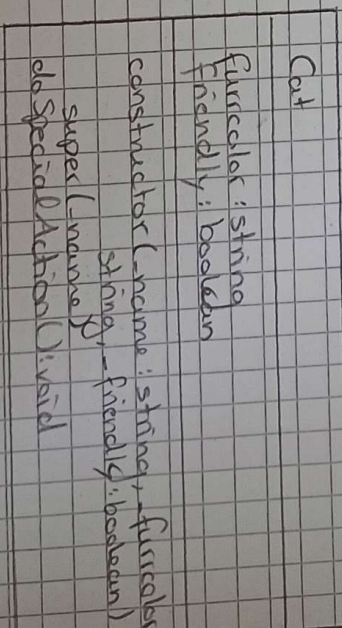 Cat
furrcolor : string
friendly : boolean
constructor (_name : string, _furrcolor
string, _friendly : boolean)
super (_name)
doSpecialAction() : void